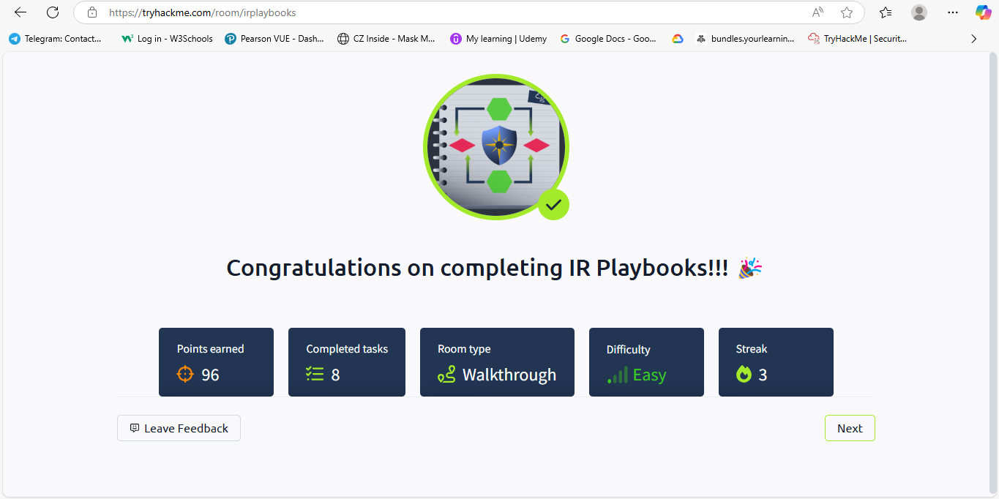 https://tryhackme.com/room/irplaybooks
Telegram: Contact... Log in - W3Schools Pearson VUE - Dash... CZ Inside - Mask M... My learning | Udemy Google Docs - Goo... bundles.yourlearnin... TryHackMe | Securit...
Congratulations on completing IR Playbooks!!! 🎉
Points earned Completed tasks Room type Difficulty Streak
96 8 Walkthrough Easy 3
Leave Feedback Next